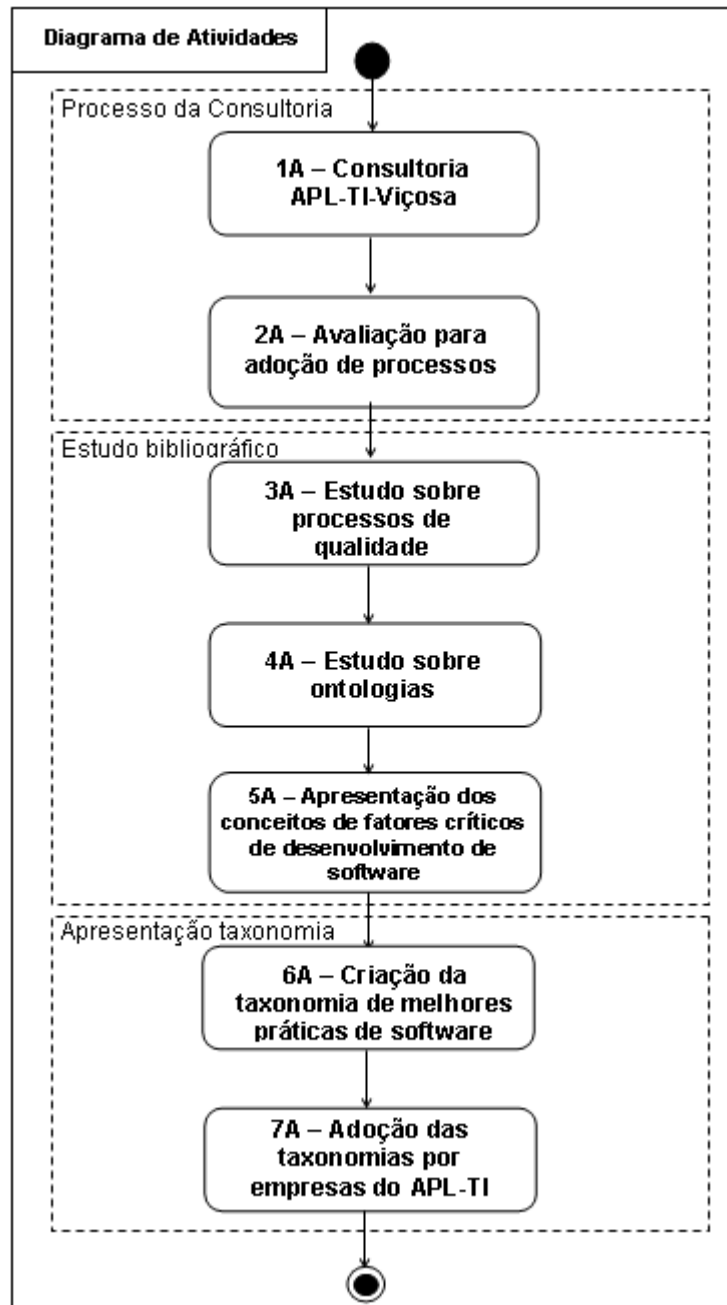 Diagrama de Atividades
Processo da Consultoria
1A – Consultoria
APL-TI-Viçosa
2A – Avaliação para
adoção de processos
Estudo bibliográfico
3A – Estudo sobre
processos de
qualidade
4A – Estudo sobre
ontologias
5A – Apresentação dos
conceitos de fatores críticos
de desenvolvimento de
software
Apresentação taxonomia
6A – Criação da
taxonomia de melhores
práticas de software
7A – Adoção das
taxonomias por
empresas do APL-TI